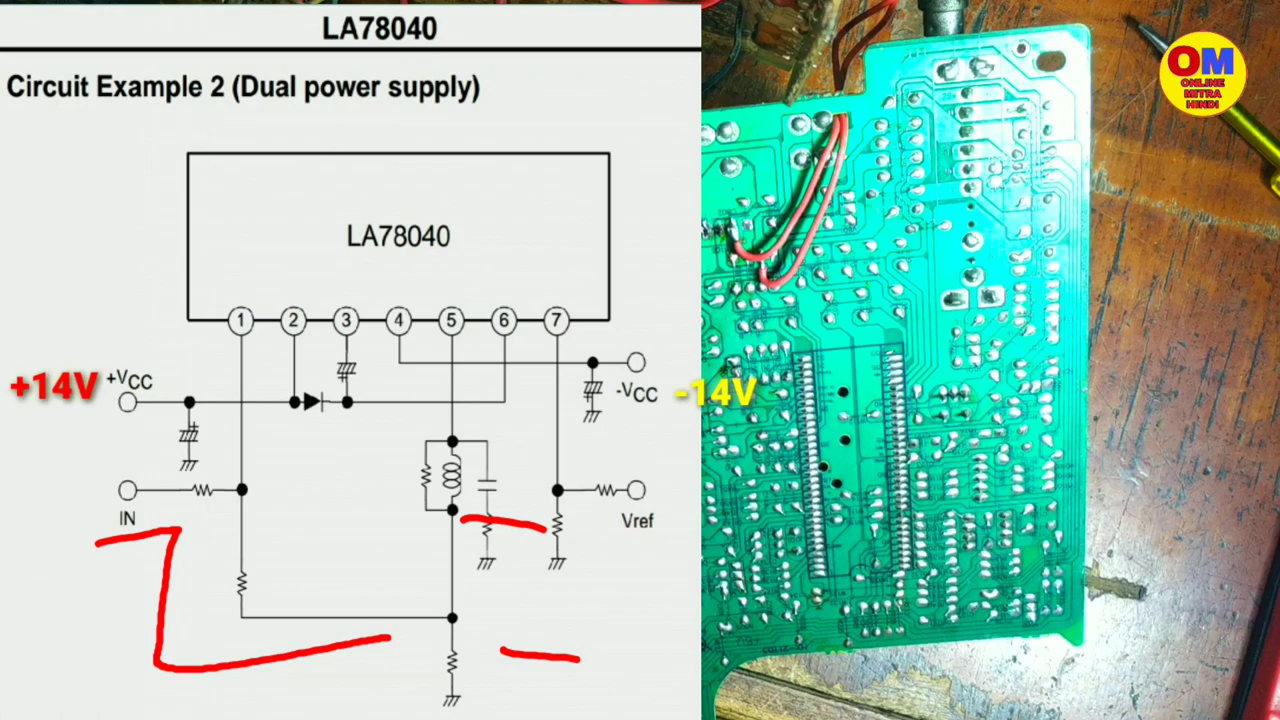 LA78040
Circuit Example 2 (Dual power supply)
LA78040
1 2 3 4 5 6 7
+14V +VCC
-VCC -14V
IN
Vref
OM
ONLINE
MITRA
HINDI